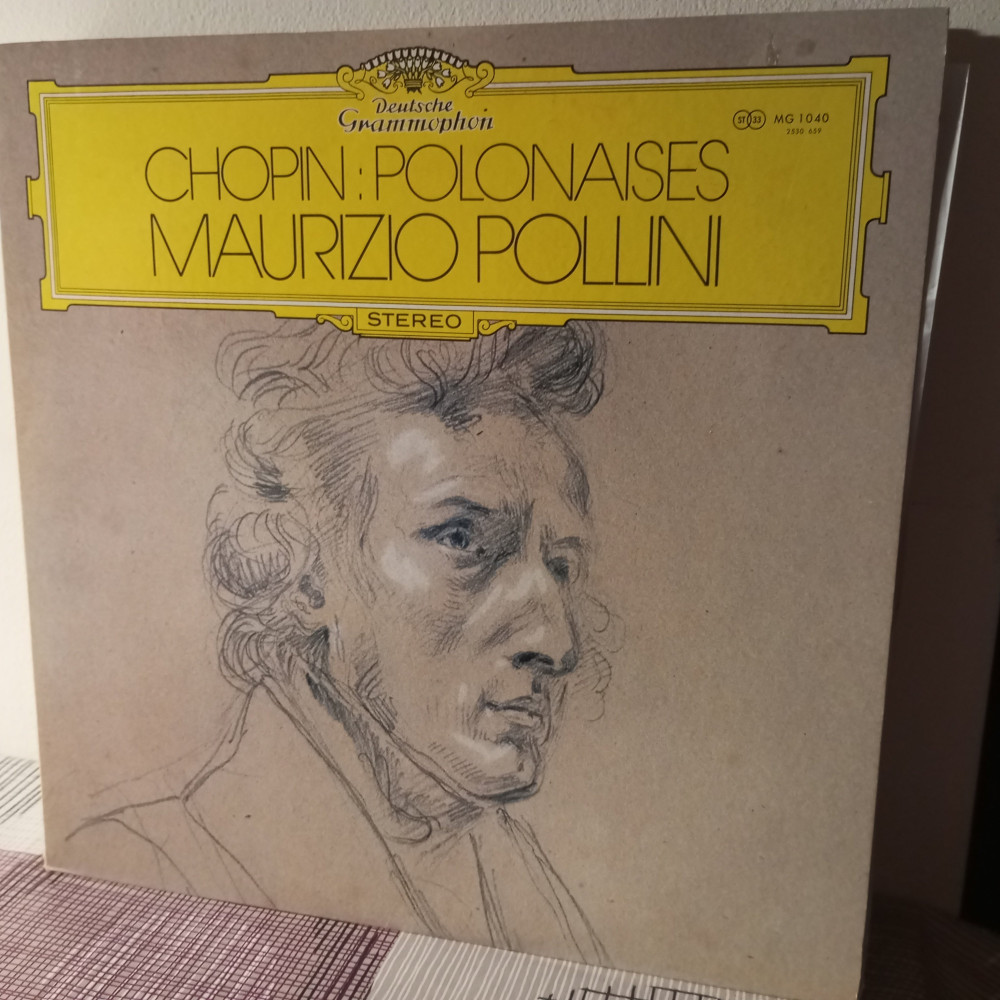 Deutsche
Grammophon
ST 33 MG 1040
2530 659
CHOPIN : POLONAISES
MAURIZIO POLLINI
STEREO